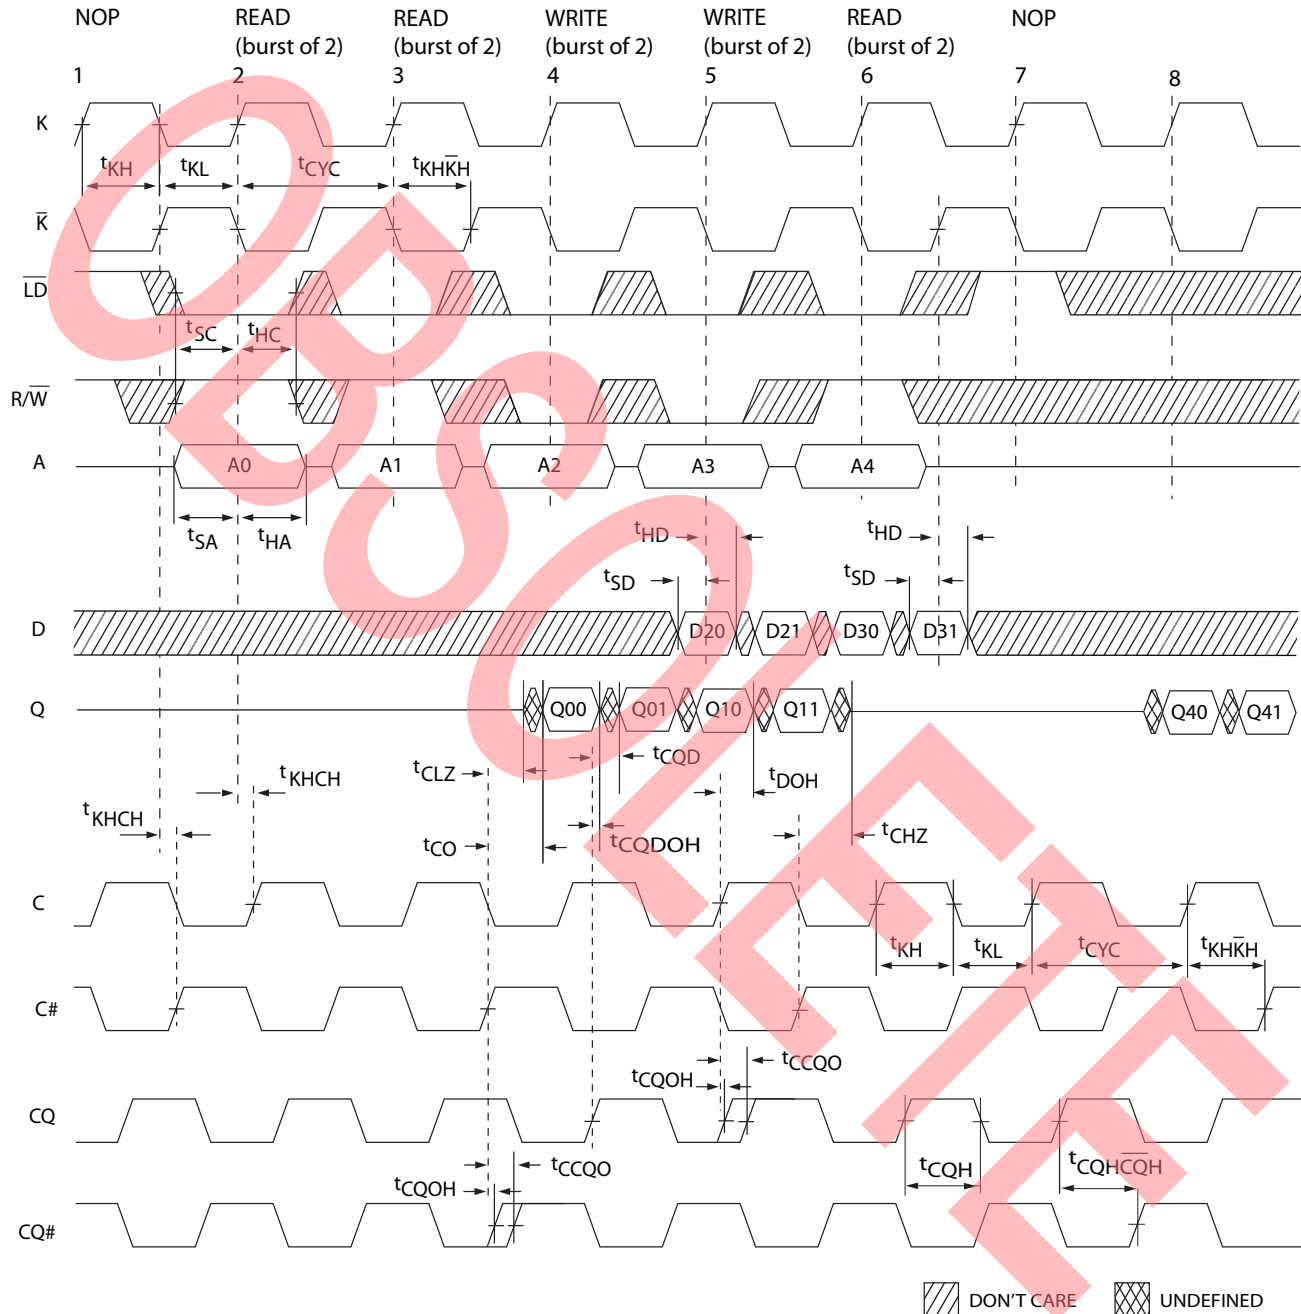 NOP READ READ WRITE WRITE READ NOP
(burst of 2) (burst of 2) (burst of 2) (burst of 2) (burst of 2)
1 2 3 4 5 6 7 8
K
tKH tKL tCYC tKHK̅H
K̅
L̅D̅
tSC tHC
R/W̅
A A0 A1 A2 A3 A4
tSA tHA
tHD tHD
tSD tSD
D D20 D21 D30 D31
Q Q00 Q01 Q10 Q11 Q40 Q41
tKHCH tCLZ tCQD tDOH
tKHCH tCO tCQDOH tCHZ
C
tKH tKL tCYC tKHK̅H
C#
tCQOH tCCQO
CQ
tCQOH tCCQO tCQH tCQHC̅Q̅H̅
CQ#
DON'T CARE UNDEFINED
OBSOLETE